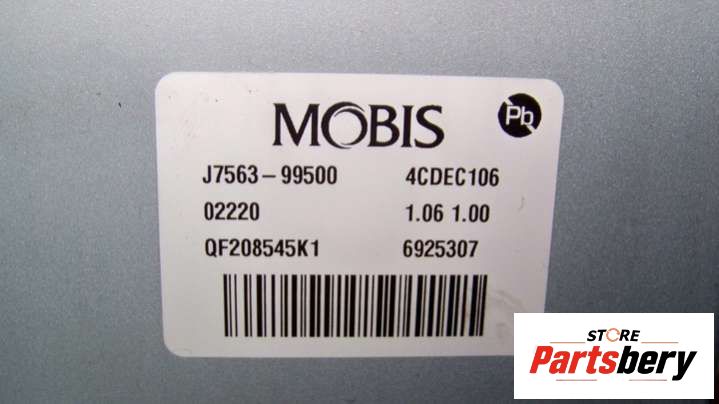 MOBIS
Pb
J7563-99500 4CDEC106
02220 1.06 1.00
QF208545K1 6925307
STORE
Partsbery